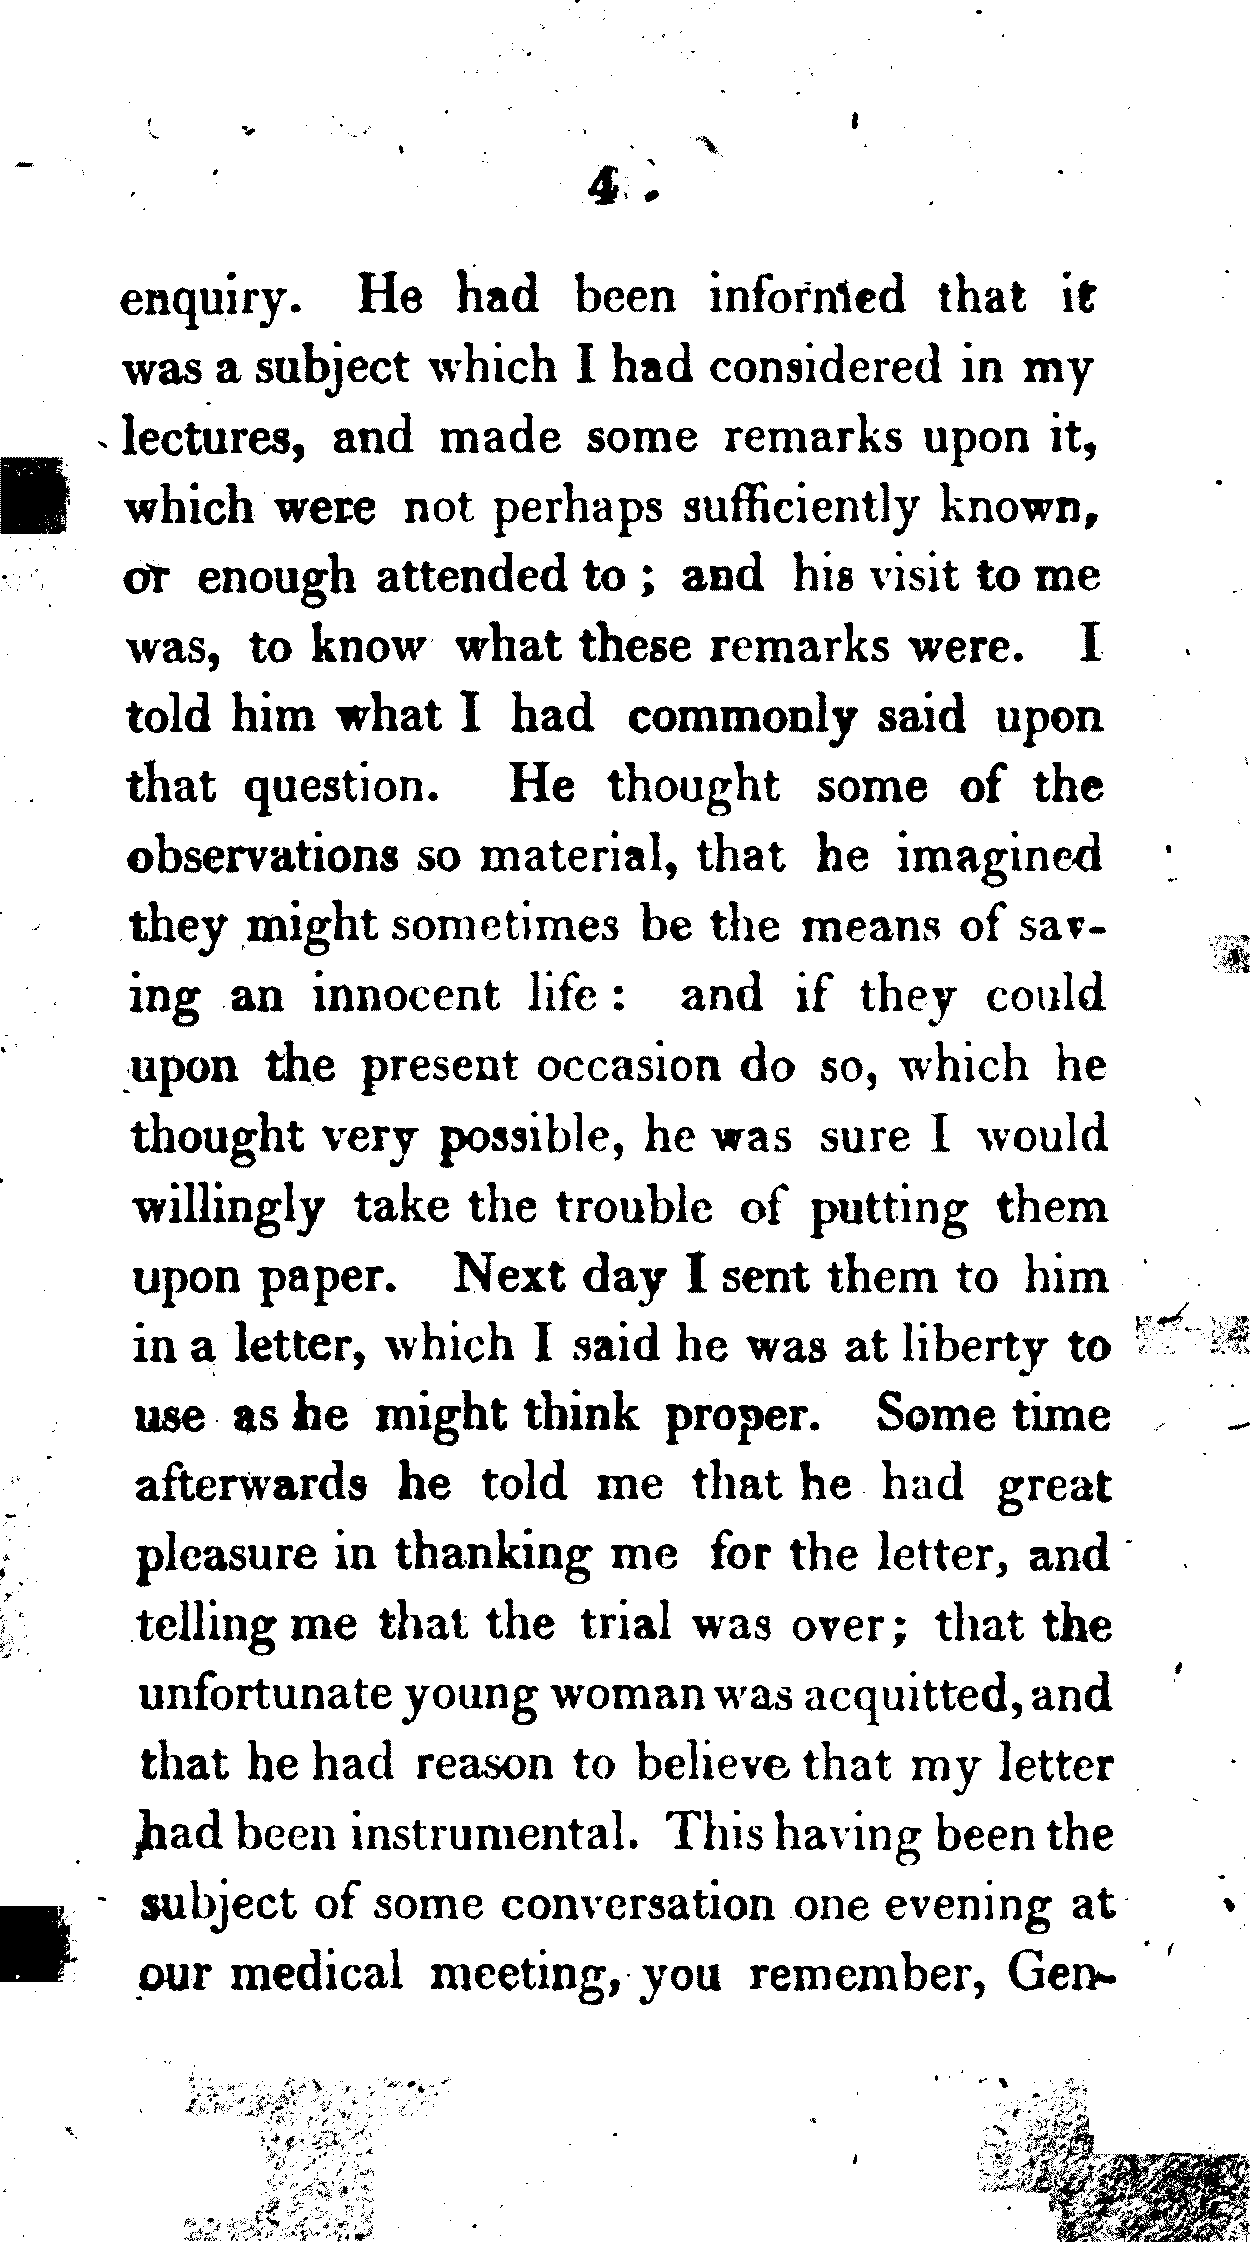 4.
enquiry. He had been informed that it
was a subject which I had considered in my
lectures, and made some remarks upon it,
which were not perhaps sufficiently known,
or enough attended to ; and his visit to me
was, to know what these remarks were. I
told him what I had commonly said upon
that question. He thought some of the
observations so material, that he imagined
they might sometimes be the means of sav-
ing an innocent life : and if they could
upon the present occasion do so, which he
thought very possible, he was sure I would
willingly take the trouble of putting them
upon paper. Next day I sent them to him
in a letter, which I said he was at liberty to
use as he might think proper. Some time
afterwards he told me that he had great
pleasure in thanking me for the letter, and
telling me that the trial was over; that the
unfortunate young woman was acquitted, and
that he had reason to believe that my letter
had been instrumental. This having been the
subject of some conversation one evening at
our medical meeting, you remember, Gen-